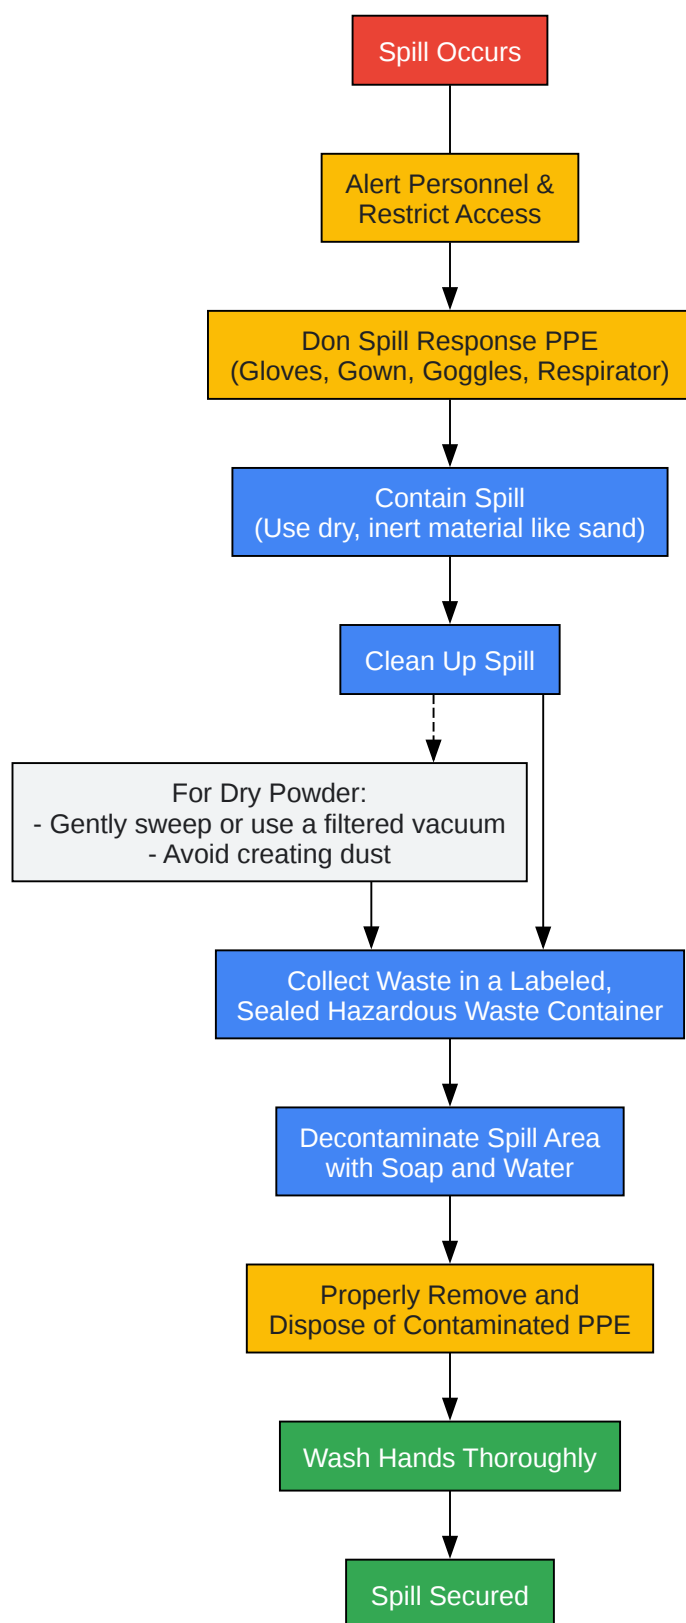 Spill Occurs
Alert Personnel &
Restrict Access
Don Spill Response PPE
(Gloves, Gown, Goggles, Respirator)
Contain Spill
(Use dry, inert material like sand)
Clean Up Spill
For Dry Powder:
- Gently sweep or use a filtered vacuum
- Avoid creating dust
Collect Waste in a Labeled,
Sealed Hazardous Waste Container
Decontaminate Spill Area
with Soap and Water
Properly Remove and
Dispose of Contaminated PPE
Wash Hands Thoroughly
Spill Secured